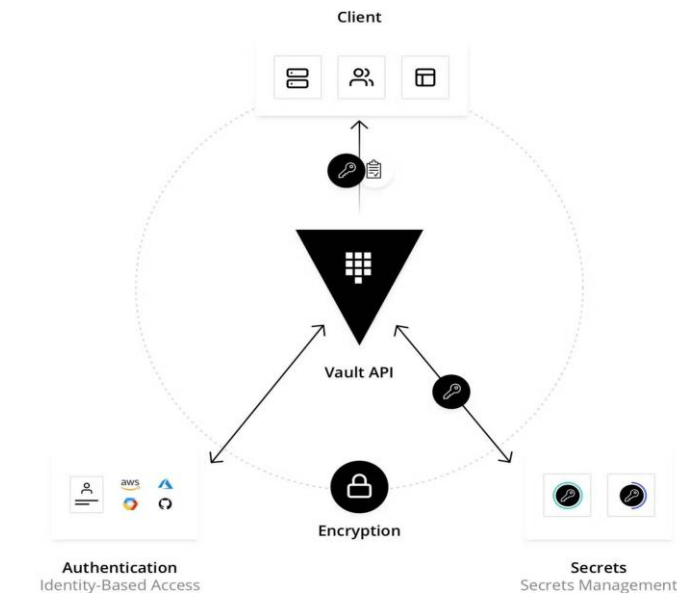 Client
Vault API
aws
Encryption
Authentication
Identity-Based Access
Secrets
Secrets Management